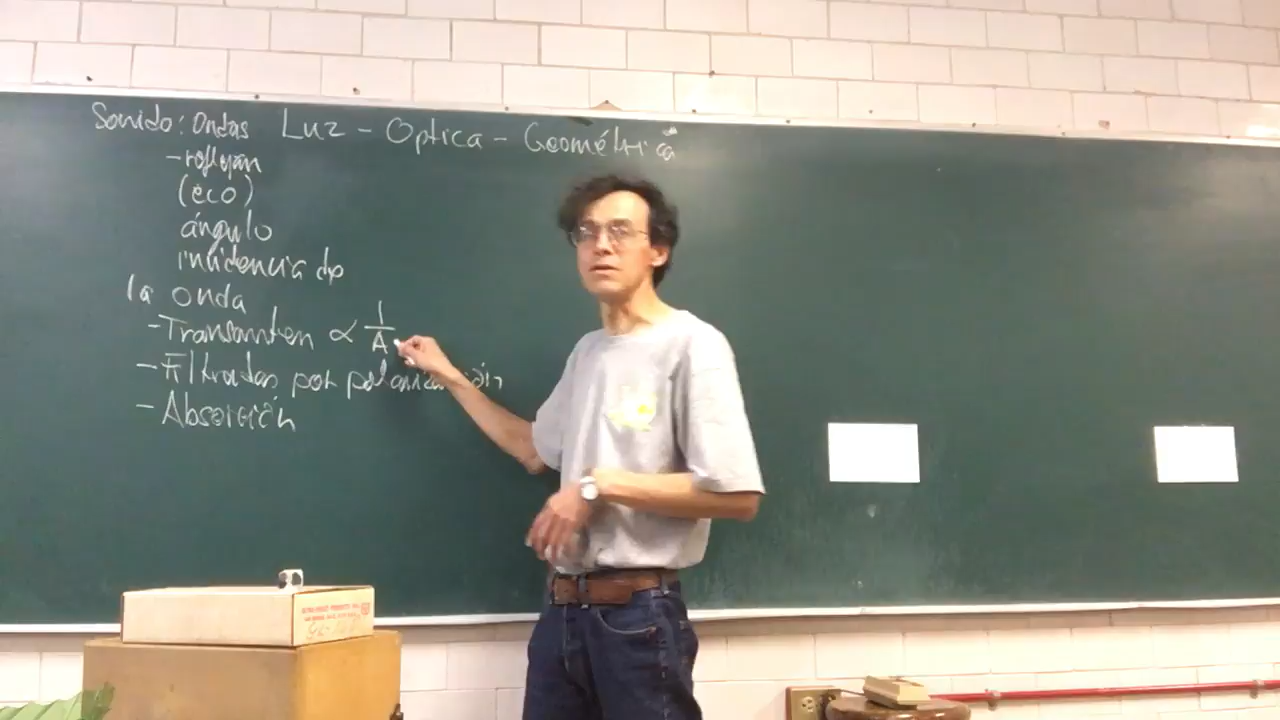 Sonido: Ondas Luz - Optica - Geométrica
- reflejan
(eco)
ángulo
incidencia de
la onda
- Transmiten ∝ 1/A
- Filtradas por polarización
- Absorción